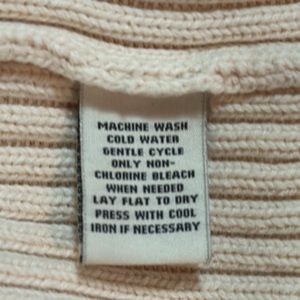 MACHINE WASH
COLD WATER
GENTLE CYCLE
ONLY NON-
CHLORINE BLEACH
WHEN NEEDED
LAY FLAT TO DRY
PRESS WITH COOL
IRON IF NECESSARY